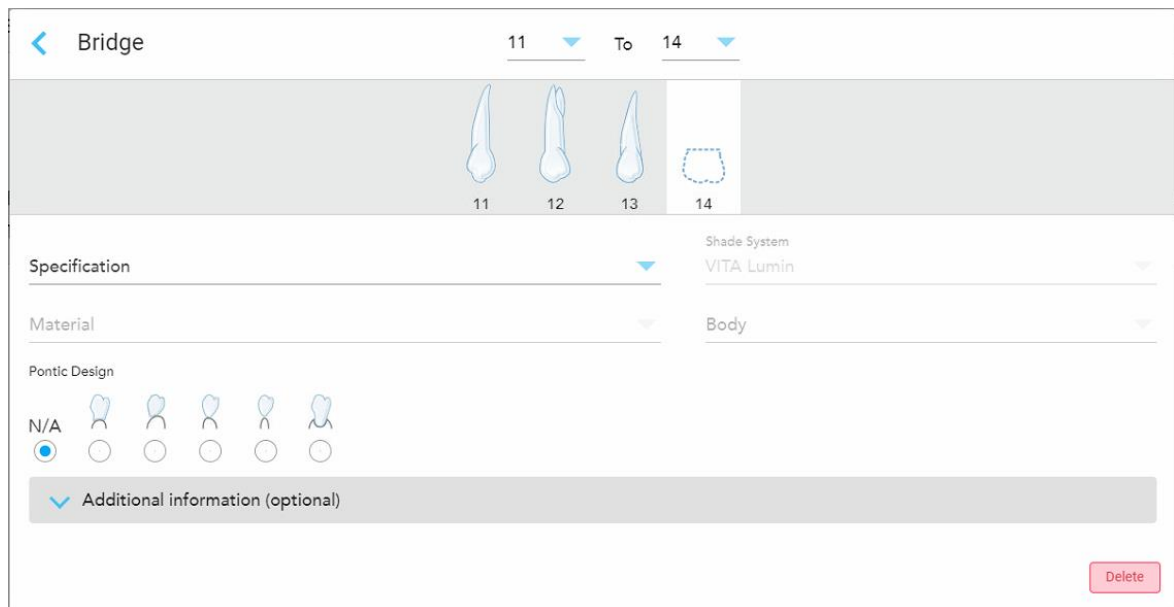 Bridge 11 To 14
11 12 13 14
Shade System
Specification VITA Lumin
Material Body
Pontic Design
N/A
Additional information (optional)
Delete